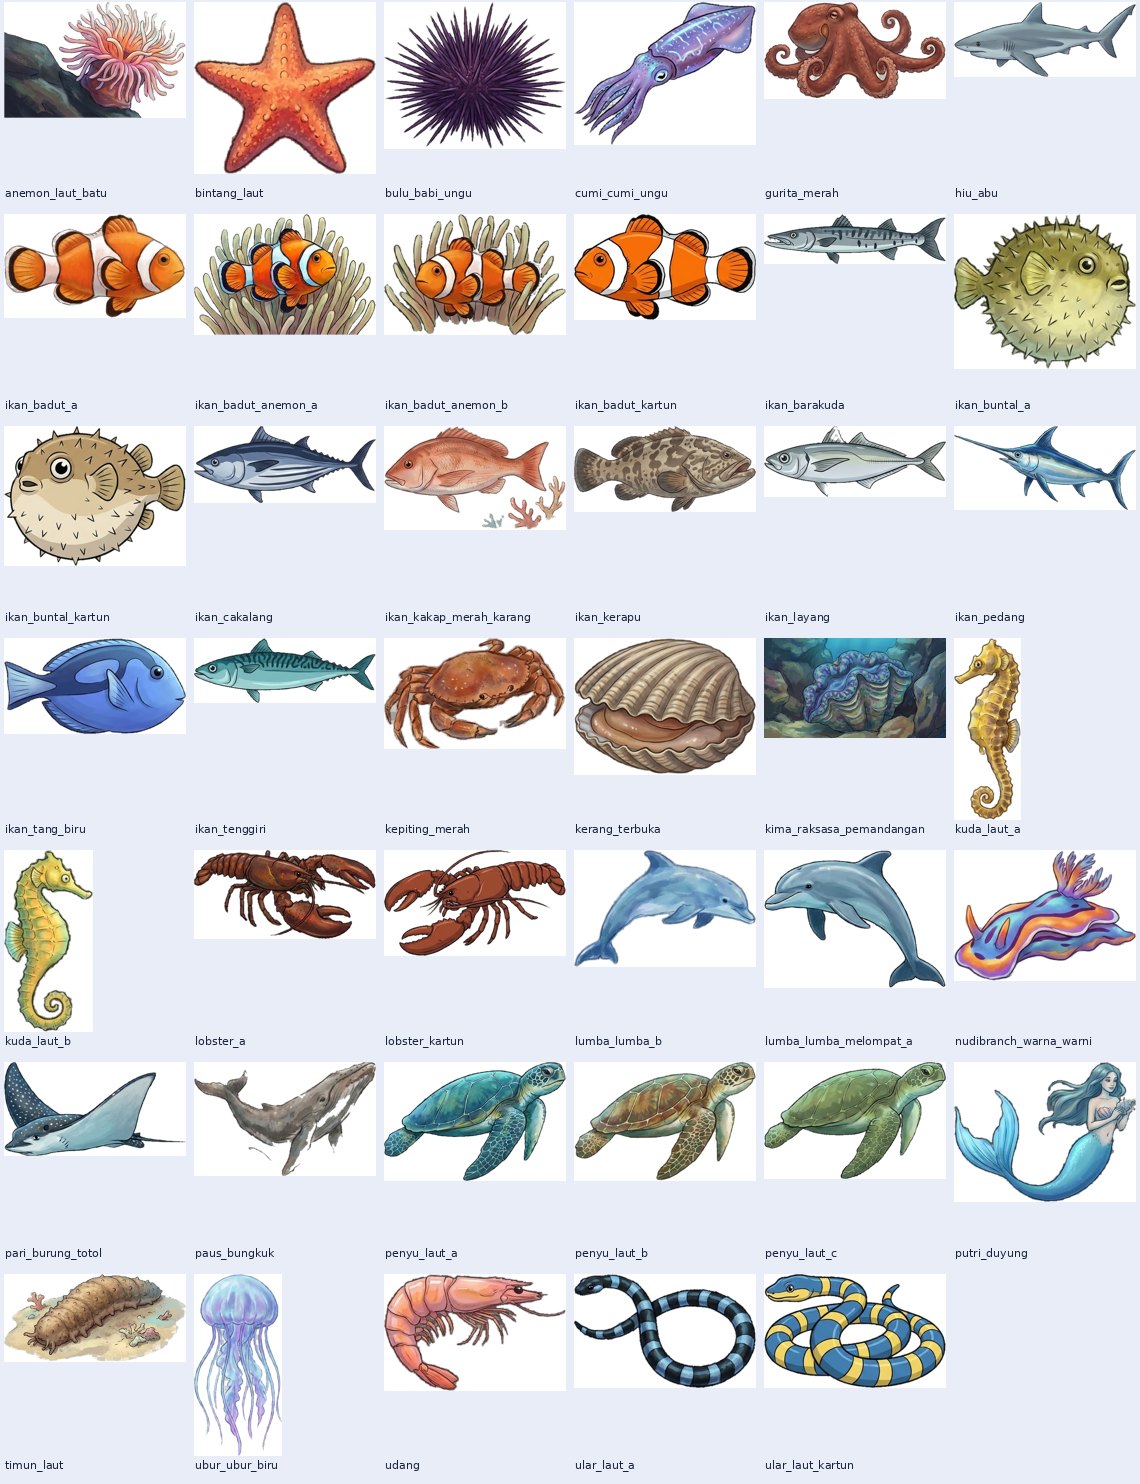 anemon_laut_batu
bintang_laut
bulu_babi_ungu
cumi_cumi_ungu
gurita_merah
hiu_abu
ikan_badut_a
ikan_badut_anemon_a
ikan_badut_anemon_b
ikan_badut_kartun
ikan_barakuda
ikan_buntal_a
ikan_buntal_kartun
ikan_cakalang
ikan_kakap_merah_karang
ikan_kerapu
ikan_layang
ikan_pedang
ikan_tang_biru
ikan_tenggiri
kepiting_merah
kerang_terbuka
kima_raksasa_pemandangan
kuda_laut_a
kuda_laut_b
lobster_a
lobster_kartun
lumba_lumba_b
lumba_lumba_melompat_a
nudibranch_warna_warni
pari_burung_totol
paus_bungkuk
penyu_laut_a
penyu_laut_b
penyu_laut_c
putri_duyung
timun_laut
ubur_ubur_biru
udang
ular_laut_a
ular_laut_kartun